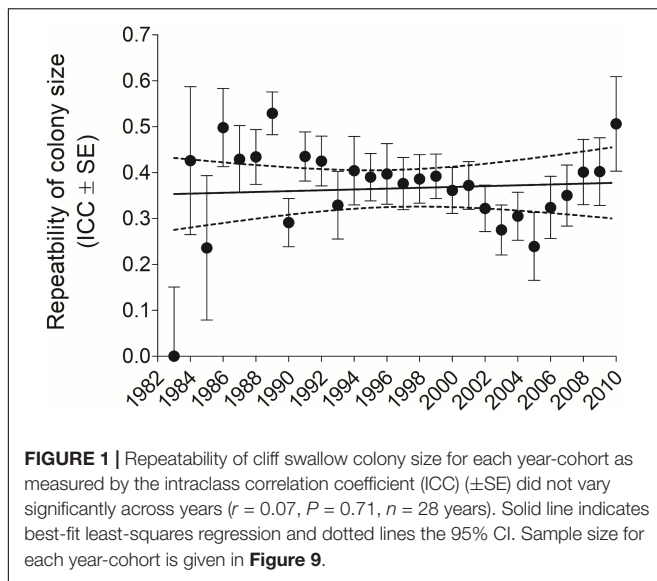 0.7
0.6
0.5
0.4
0.3
0.2
0.1
0.0
Repeatbility of colony size
(ICC ± SE)
1982 1984 1986 1988 1990 1992 1994 1996 1998 2000 2002 2004 2006 2008 2010
FIGURE 1 | Repeatability of cliff swallow colony size for each year-cohort as
measured by the intraclass correlation coefficient (ICC) (±SE) did not vary
significantly across years (r = 0.07, P = 0.71, n = 28 years). Solid line indicates
best-fit least-squares regression and dotted lines the 95% CI. Sample size for
each year-cohort is given in Figure 9.